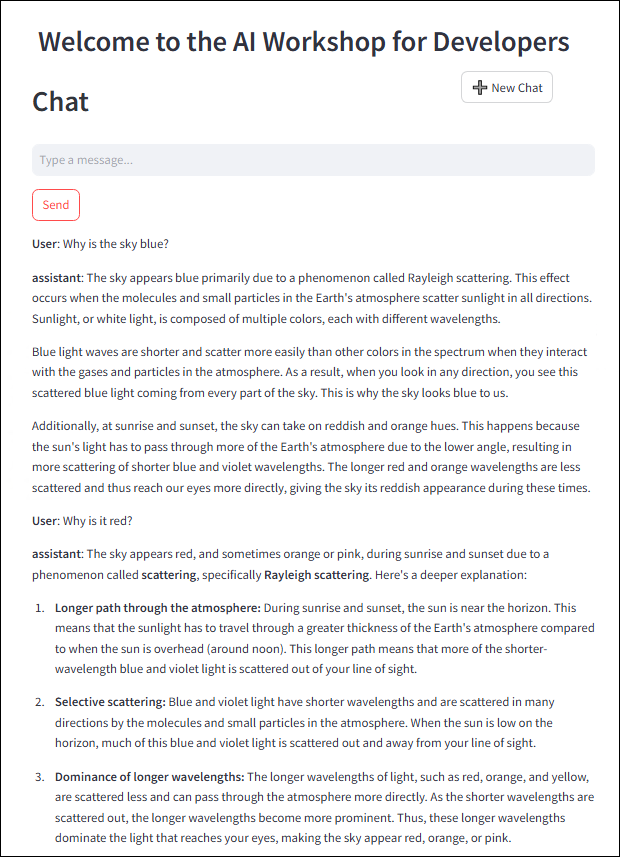 Welcome to the AI Workshop for Developers
Chat
➕ New Chat
Type a message...
Send
User: Why is the sky blue?
assistant: The sky appears blue primarily due to a phenomenon called Rayleigh scattering. This effect
occurs when the molecules and small particles in the Earth's atmosphere scatter sunlight in all directions.
Sunlight, or white light, is composed of multiple colors, each with different wavelengths.
Blue light waves are shorter and scatter more easily than other colors in the spectrum when they interact
with the gases and particles in the atmosphere. As a result, when you look in any direction, you see this
scattered blue light coming from every part of the sky. This is why the sky looks blue to us.
Additionally, at sunrise and sunset, the sky can take on reddish and orange hues. This happens because
the sun's light has to pass through more of the Earth's atmosphere due to the lower angle, resulting in
more scattering of shorter blue and violet wavelengths. The longer red and orange wavelengths are less
scattered and thus reach our eyes more directly, giving the sky its reddish appearance during these times.
User: Why is it red?
assistant: The sky appears red, and sometimes orange or pink, during sunrise and sunset due to a
phenomenon called scattering, specifically Rayleigh scattering. Here's a deeper explanation:
1. Longer path through the atmosphere: During sunrise and sunset, the sun is near the horizon. This
means that the sunlight has to travel through a greater thickness of the Earth's atmosphere compared
to when the sun is overhead (around noon). This longer path means that more of the shorter-
wavelength blue and violet light is scattered out of your line of sight.
2. Selective scattering: Blue and violet light have shorter wavelengths and are scattered in many
directions by the molecules and small particles in the atmosphere. When the sun is low on the
horizon, much of this blue and violet light is scattered out and away from your line of sight.
3. Dominance of longer wavelengths: The longer wavelengths of light, such as red, orange, and yellow,
are scattered less and can pass through the atmosphere more directly. As the shorter wavelengths are
scattered out, the longer wavelengths become more prominent. Thus, these longer wavelengths
dominate the light that reaches your eyes, making the sky appear red, orange, or pink.